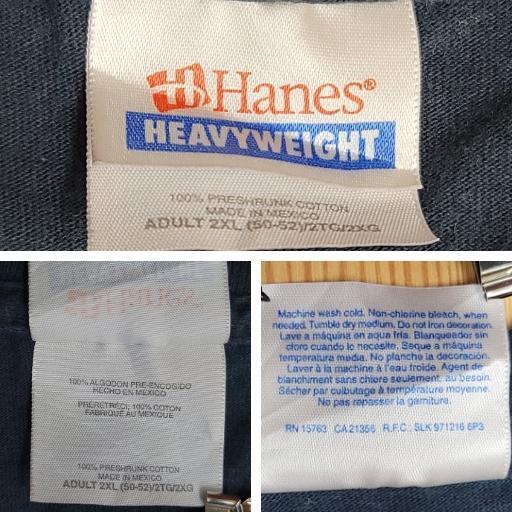 Hanes®
HEAVYWEIGHT
100% PRESHRUNK COTTON
MADE IN MEXICO
ADULT 2XL (50-52)/2TG/2XG
HEAVYWEIGHT
100% ALGODON PRE-ENCOGIDO
HECHO EN MEXICO
PRERETRECI, 100% COTON
FABRIQUÉ AU MEXIQUE
100% PRESHRUNK COTTON
MADE IN MEXICO
ADULT 2XL (50-52)/2TG/2XG
Machine wash cold. Non-chlorine bleach, when
needed. Tumble dry medium. Do not iron decoration.
Lave a máquina en aqua fría. Blanqueador sin
cloro cuando lo necesite. Seque a máquina
temperatura media. No planche la decoración.
Laver à la machine à l'eau froide. Agent de
blanchiment sans chlore seulement, au besoin.
Sécher par culbutage à température moyenne.
Ne pas repasser la garniture.
RN 15763 CA 21356 R.F.C.: SLK 971216 6P3